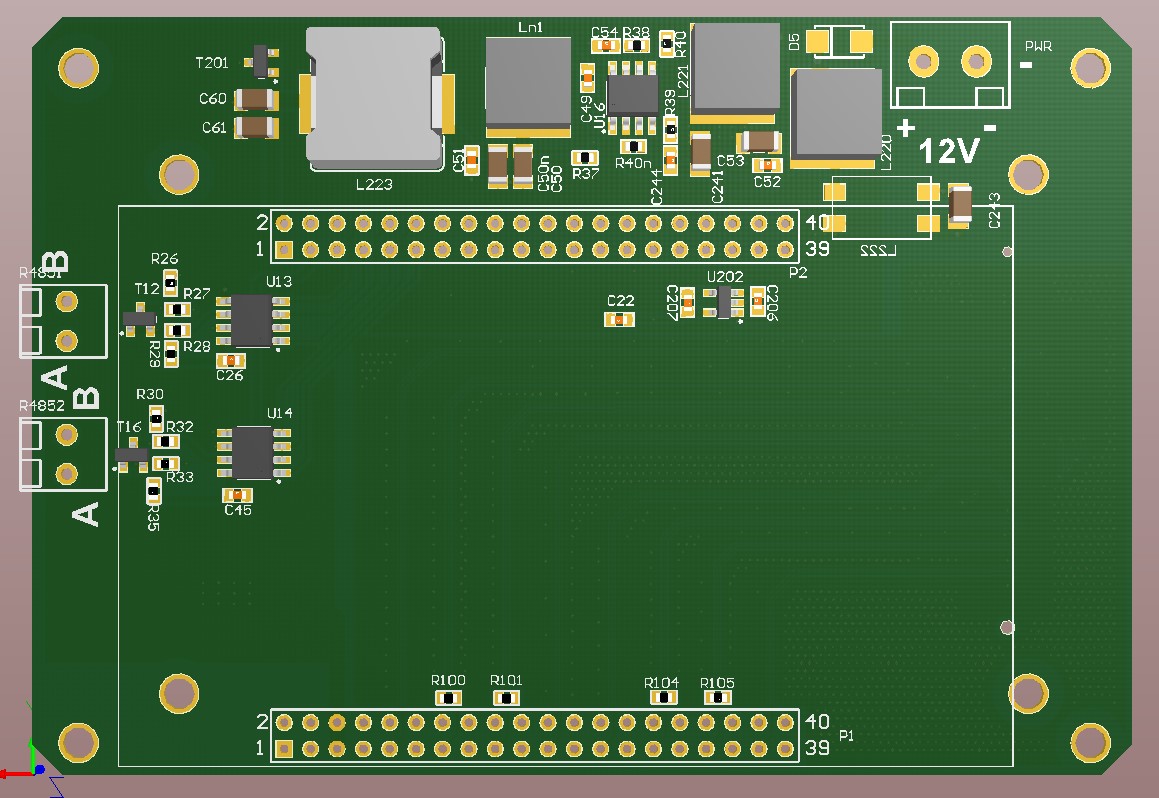 Ln1
C54
R38
R40
D5
PWR
-
T201
L221
C60
C49
U16
R39
C61
+
-
12V
C51
C50n
C50
R37
R40n
C244
C241
C53
C52
L220
L223
2
40
1
39
L222
C243
P2
B
R4851
R26
T12
R27
U13
U202
C207
C206
C22
R29
R28
C26
A
B
R4852
R30
T16
R32
U14
R33
R35
C45
A
R100
R101
R104
R105
2
40
1
39
P1
Z